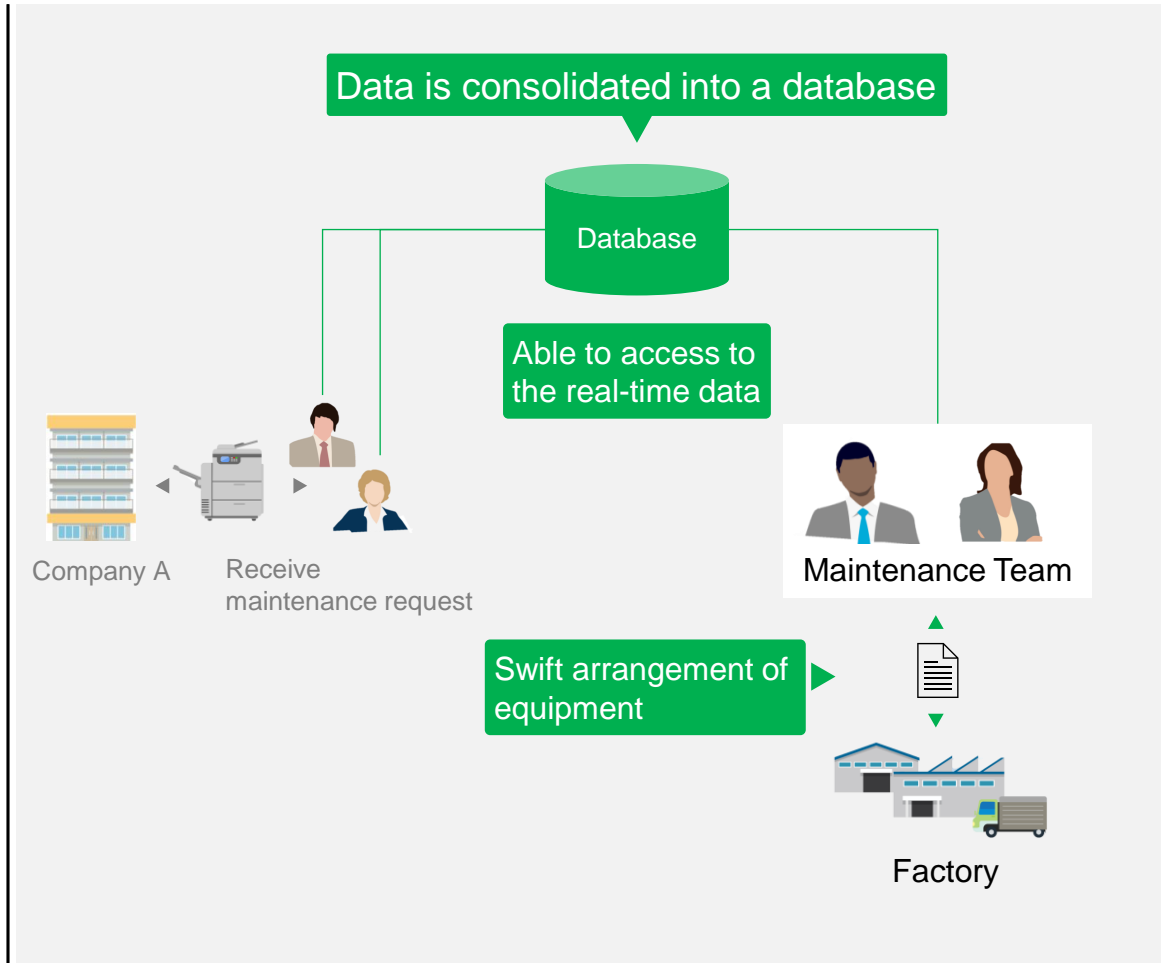 Data is consolidated into a database
Database
Able to access to
the real-time data
Company A
Receive
maintenance request
Maintenance Team
Swift arrangement of
equipment
Factory